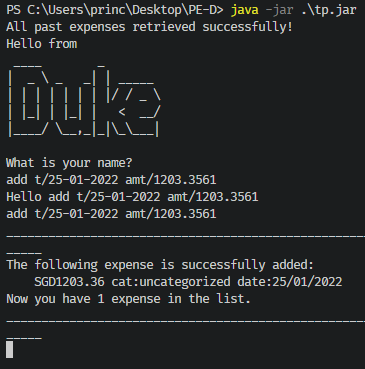 PS C:\Users\princ\Desktop\PE-D> java -jar .\tp.jar
All past expenses retrieved successfully!
Hello from
 ____        _
|  _ \ _   _| | _____
| | | | | | | |/ / _ \
| |_| | |_| |   <  __/
|____/ \__,_|_|\_\___|
What is your name?
add t/25-01-2022 amt/1203.3561
Hello add t/25-01-2022 amt/1203.3561
add t/25-01-2022 amt/1203.3561
__________________________________________________
_____
The following expense is successfully added:
    SGD1203.36 cat:uncategorized date:25/01/2022
Now you have 1 expense in the list.
__________________________________________________
_____